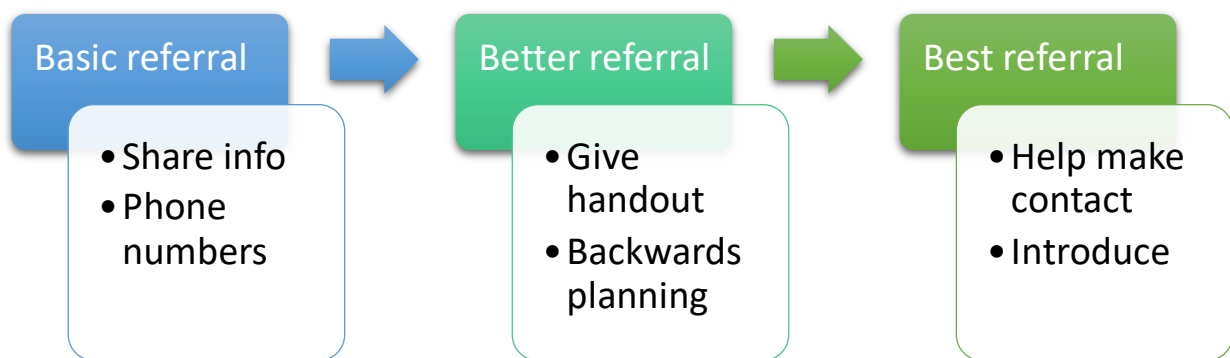 Basic referral
• Share info
• Phone
numbers
Better referral
• Give
handout
• Backwards
planning
Best referral
• Help make
contact
• Introduce